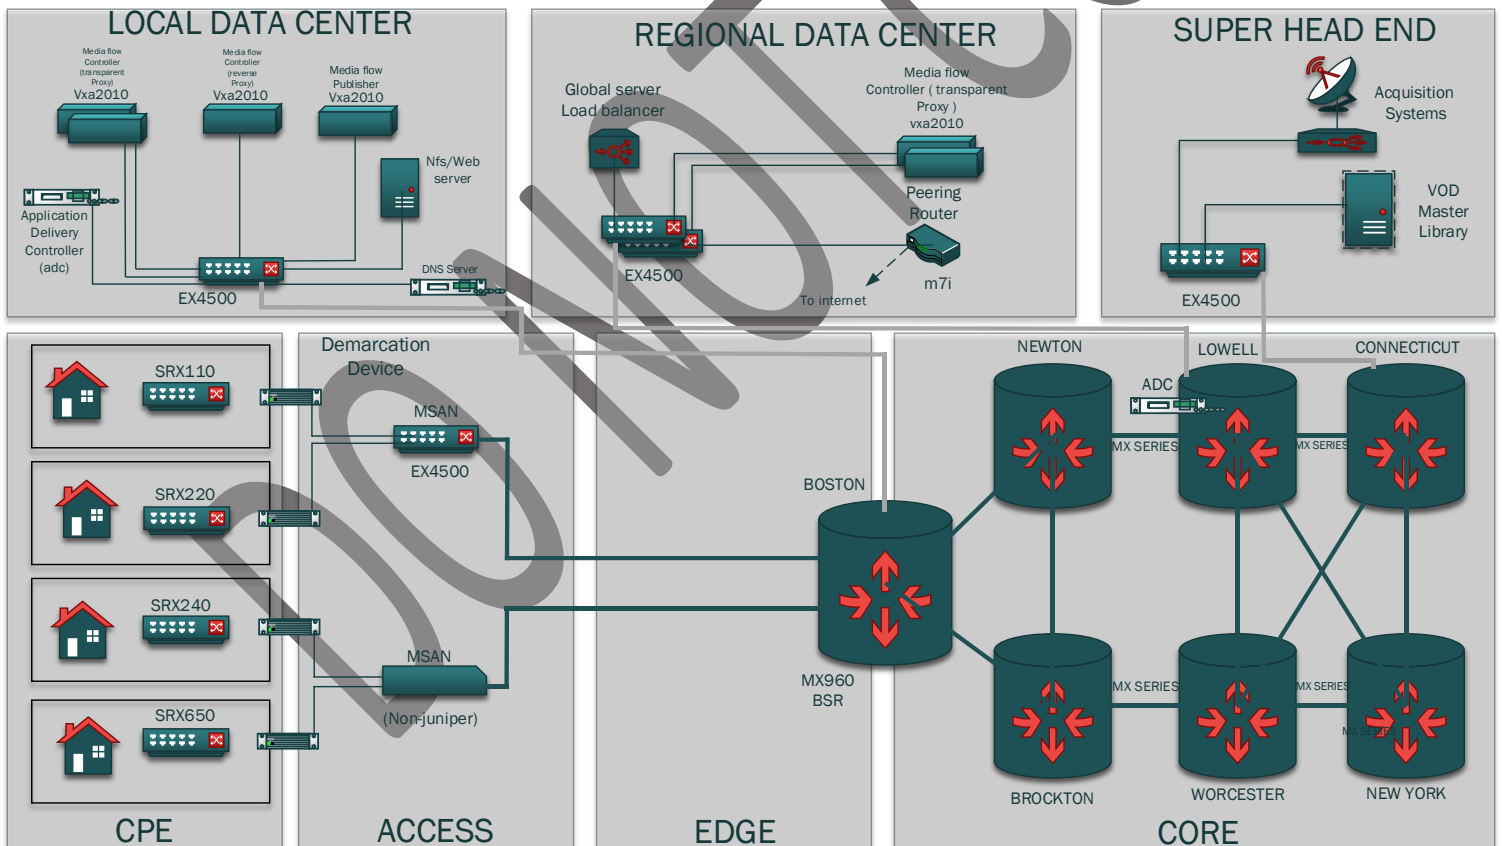 LOCAL DATA CENTER
Media flow
Controller
(transparent
Proxy)
Vxa2010
Media flow
Controller
(reverse
Proxy)
Vxa2010
Media flow
Publisher
Vxa2010
Nfs/Web
server
Application
Delivery
Controller
(adc)
EX4500
DNS Server
REGIONAL DATA CENTER
Global server
Load balancer
Media flow
Controller ( transparent
Proxy )
vxa2010
Peering
Router
EX4500
m7i
To internet
SUPER HEAD END
Acquisition
Systems
VOD
Master
Library
EX4500
SRX110
SRX220
SRX240
SRX650
CPE
Demarcation
Device
MSAN
EX4500
MSAN
(Non-juniper)
ACCESS
EDGE
BOSTON
MX960
BSR
NEWTON
LOWELL
CONNECTICUT
ADC
MX SERIES
MX SERIES
MX SERIES
MX SERIES
MX SERIES
BROCKTON
WORCESTER
NEW YORK
CORE
DO NOT C